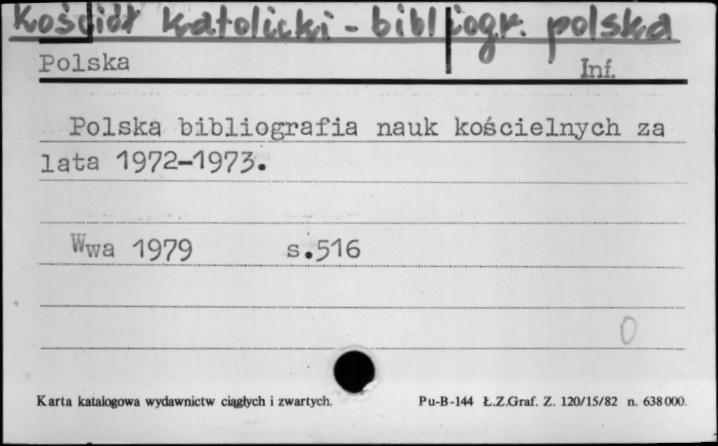 Kościół katolicki - bibliogr. polska
Polska Inf.
Polska bibliografia nauk kościelnych za
lata 1972-1973.
Wwa 1979 s.516
0
Karta katalogowa wydawnictw ciągłych i zwartych. Pu-B-144 Ł.Z.Graf. Z. 120/15/82 n. 638000.